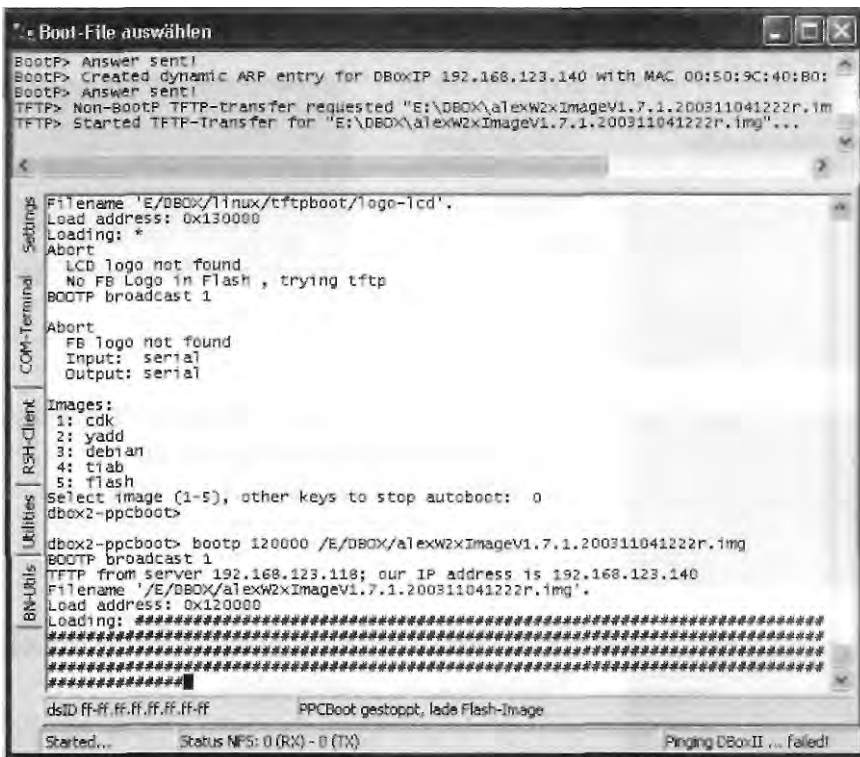 Boot-File auswählen
BootP> Answer sent!
BootP> Created dynamic ARP entry for DBoxIP 192.168.123.140 with MAC 00:50:9C:40:B0:
BootP> Answer sent!
TFTP> Non-BootP TFTP-transfer requested "E:\DBOX\alexW2xImageV1.7.1.200311041222r.im
TFTP> Started TFTP-Transfer for "E:\DBOX\alexW2xImageV1.7.1.200311041222r.img"...
Settings
COM-Terminal
RSH-Client
Utilities
BN-Utils
Filename 'E/DBOX/linux/tftpboot/logo-lcd'.
Load address: 0x130000
Loading: *
Abort
LCD logo not found
No FB Logo in Flash , trying tftp
BOOTP broadcast 1
Abort
FB logo not found
Input: serial
Output: serial
Images:
1: cdk
2: yadd
3: debian
4: tiab
5: flash
Select image (1-5), other keys to stop autoboot: 0
dbox2-ppcboot>
dbox2-ppcboot> bootp 120000 /E/DBOX/alexW2xImageV1.7.1.200311041222r.img
BOOTP broadcast 1
TFTP from server 192.168.123.118; our IP address is 192.168.123.140
Filename '/E/DBOX/alexW2xImageV1.7.1.200311041222r.img'.
Load address: 0x120000
Loading: #################################################################
#################################################################
#################################################################
#################################################################
#############
dsID ff-ff.ff.ff.ff.ff.ff-ff
PPCBoot gestoppt, lade Flash-Image
Started...
Status NFS: 0 (RX) - 0 (TX)
Pinging DBoxII ... failed!